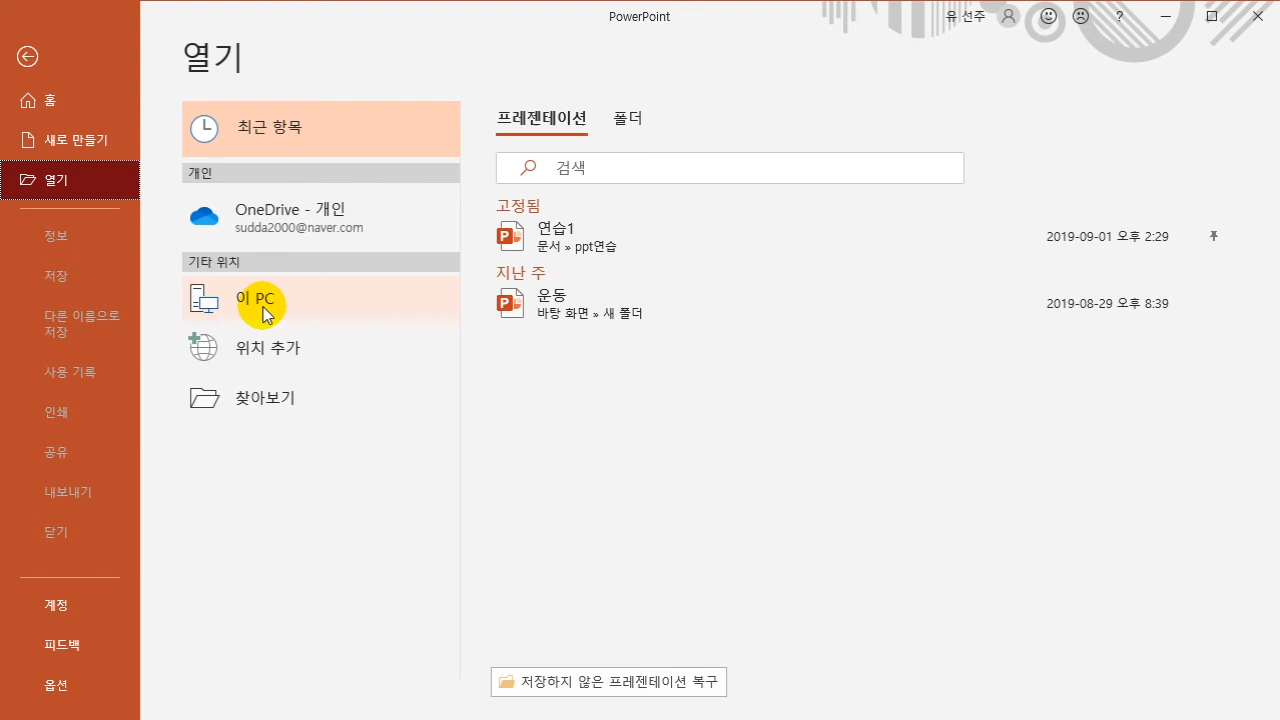 PowerPoint
유 선주
?
홈
새로 만들기
열기
정보
저장
다른 이름으로
저장
사용 기록
인쇄
공유
내보내기
닫기
계정
피드백
옵션
열기
최근 항목
개인
OneDrive - 개인
sudda2000@naver.com
기타 위치
이 PC
위치 추가
찾아보기
프레젠테이션 폴더
검색
고정됨
연습1
문서 » ppt연습
2019-09-01 오후 2:29
지난 주
운동
바탕 화면 » 새 폴더
2019-08-29 오후 8:39
저장하지 않은 프레젠테이션 복구